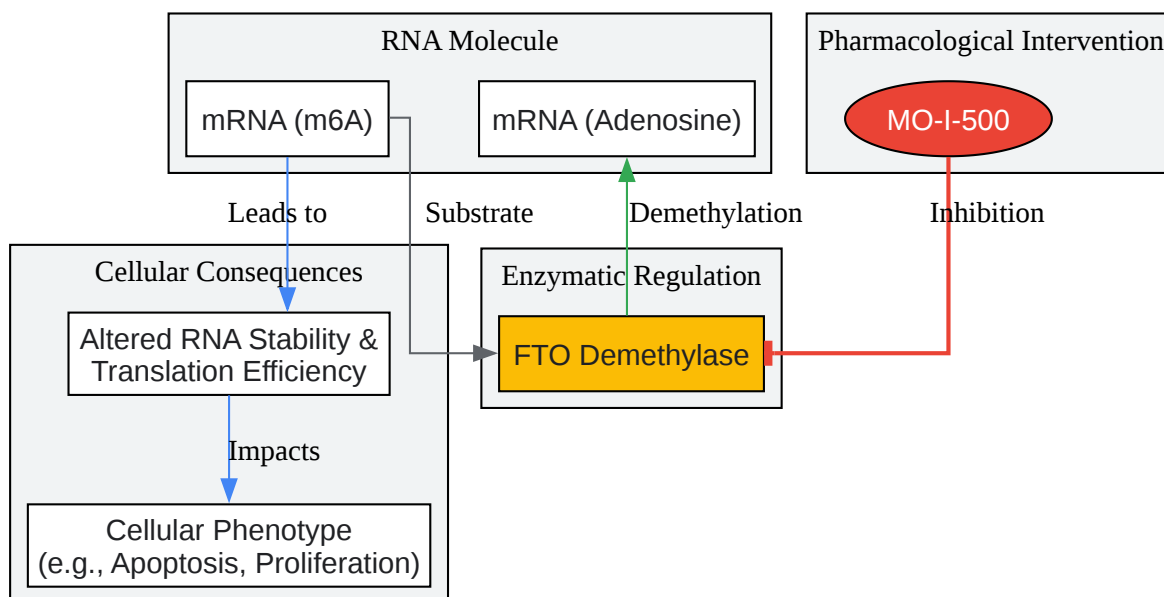 RNA Molecule
Pharmacological Intervention
mRNA (m6A)
mRNA (Adenosine)
MO-I-500
Leads to
Substrate
Demethylation
Inhibition
Cellular Consequences
Enzymatic Regulation
Altered RNA Stability &
Translation Efficiency
FTO Demethylase
Impacts
Cellular Phenotype
(e.g., Apoptosis, Proliferation)